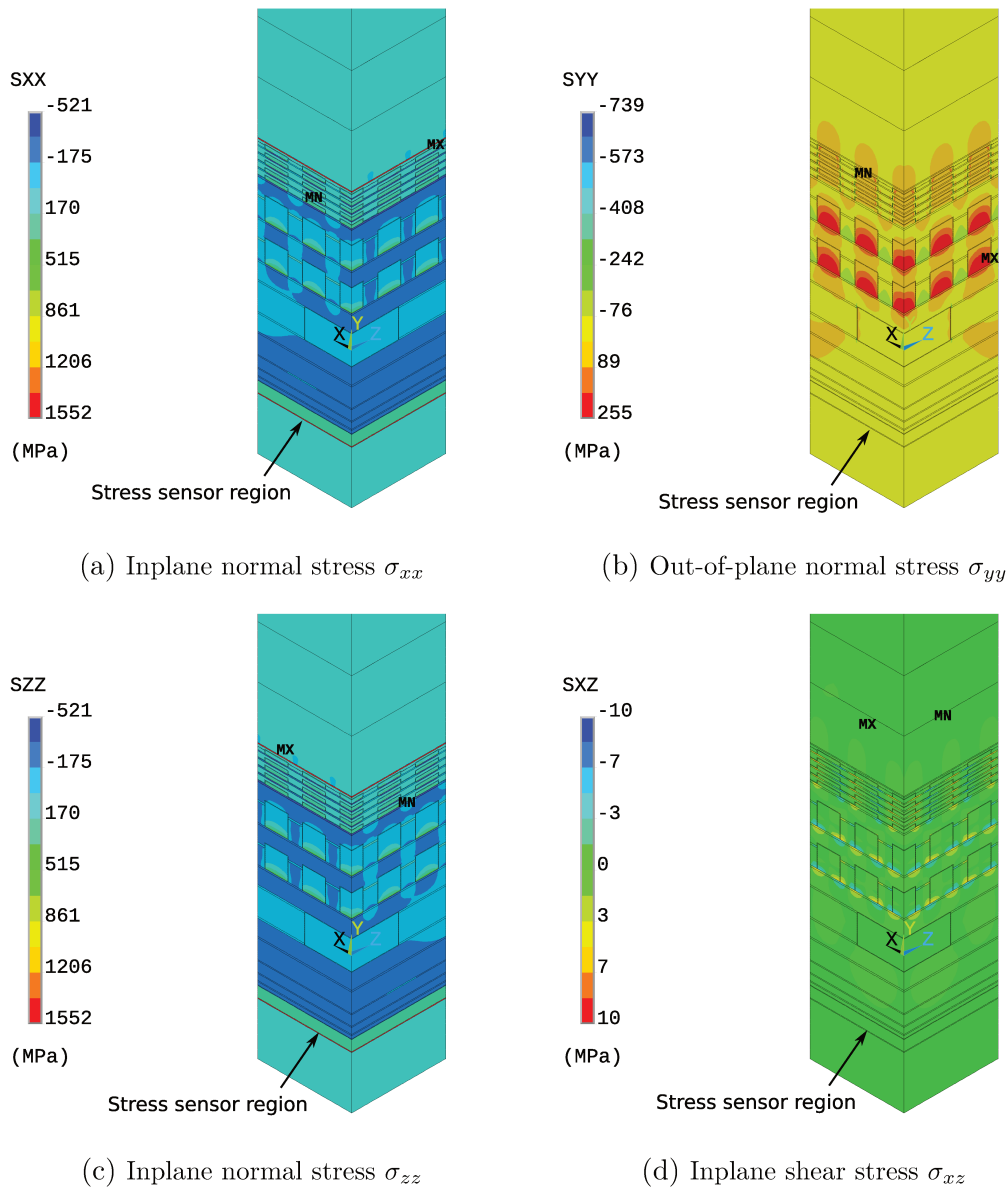 SXX
-521
-175
170
515
861
1206
1552
(MPa)
MX
MN
Y
X
Z
Stress sensor region
(a) Inplane normal stress σxx
SYY
-739
-573
-408
-242
-76
89
255
(MPa)
MN
MX
Y
X
Z
Stress sensor region
(b) Out-of-plane normal stress σyy
SZZ
-521
-175
170
515
861
1206
1552
(MPa)
MX
MN
Y
X
Z
Stress sensor region
(c) Inplane normal stress σzz
SXZ
-10
-7
-3
0
3
7
10
(MPa)
MX
MN
Y
X
Z
Stress sensor region
(d) Inplane shear stress σxz